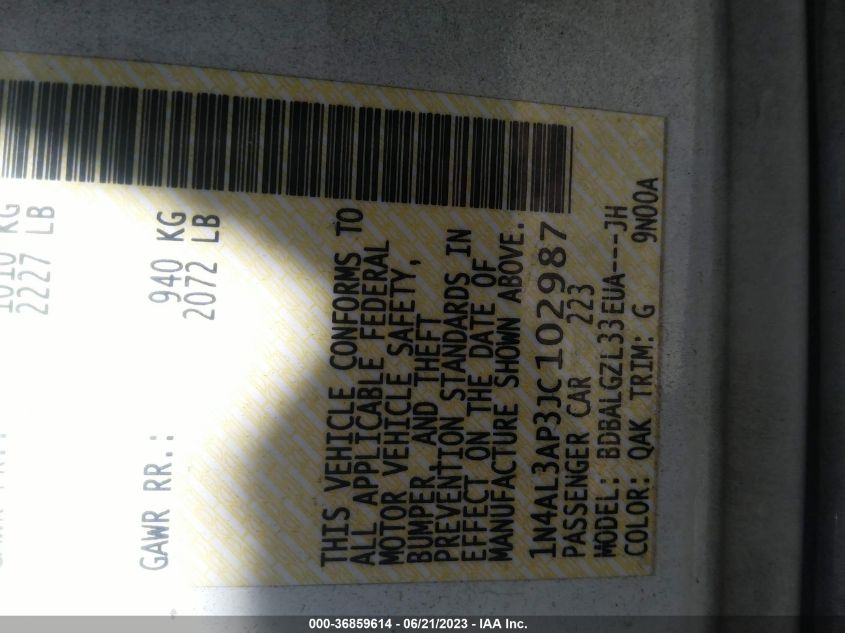 2227 LB
GAWR RR.: 940 KG
2072 LB
THIS VEHICLE CONFORMS TO
ALL APPLICABLE FEDERAL
MOTOR VEHICLE SAFETY,
BUMPER, AND THEFT
PREVENTION STANDARDS IN
EFFECT ON THE DATE OF
MANUFACTURE SHOWN ABOVE.
1N4AL3AP3JC102987
PASSENGER CAR 223
MODEL: BDBALGZL33EUA---JH
COLOR: QAK TRIM: G 9N00A
000-36859614 - 06/21/2023 - IAA Inc.